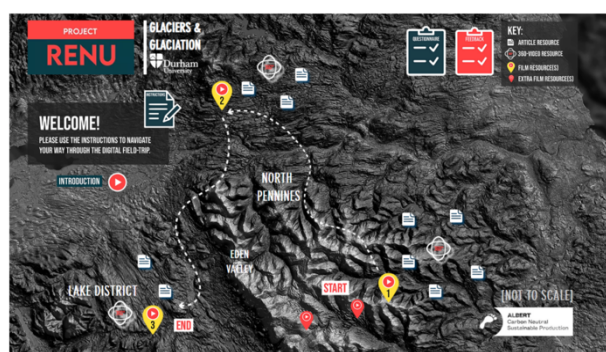 PROJECT
RENU
GLACIERS &
GLACIATION
Durham
University
INSTRUCTIONS
WELCOME!
PLEASE USE THE INSTRUCTIONS TO NAVIGATE
YOUR WAY THROUGH THE DIGITAL FIELD-TRIP.
INTRODUCTION
QUESTIONNAIRE
FEEDBACK
KEY:
ARTICLE RESOURCE
360-VIDEO RESOURCE
FILM RESOURCE(S)
EXTRA FILM RESOURCE(S)
2
NORTH
PENNINES
EDEN
VALLEY
START
1
LAKE DISTRICT
3
END
[NOT TO SCALE]
ALBERT
Carbon Neutral
Sustainable Production